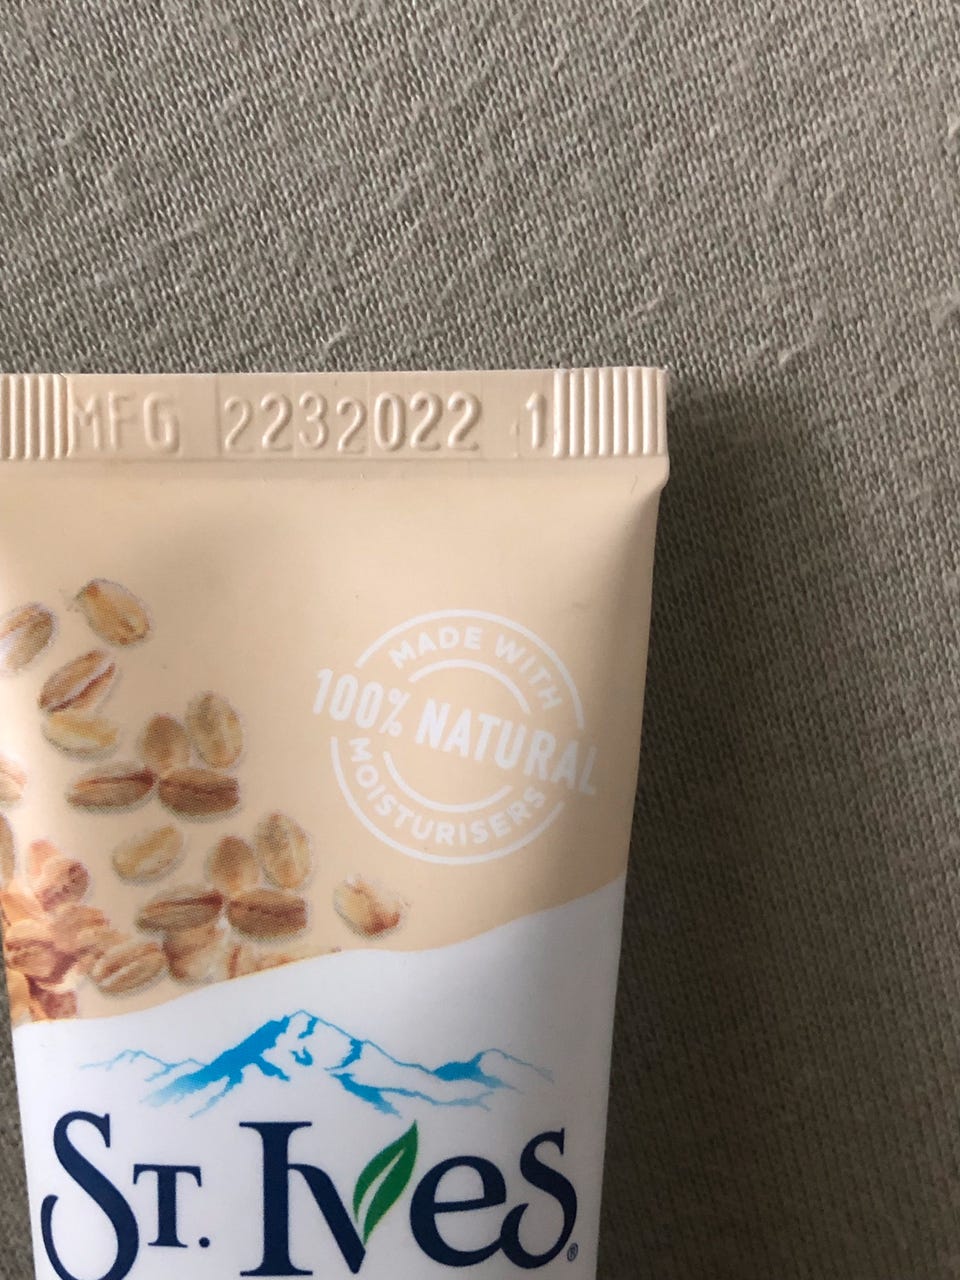 MFG 2232022 1
MADE WITH
100% NATURAL
MOISTURISERS
ST. IVES®